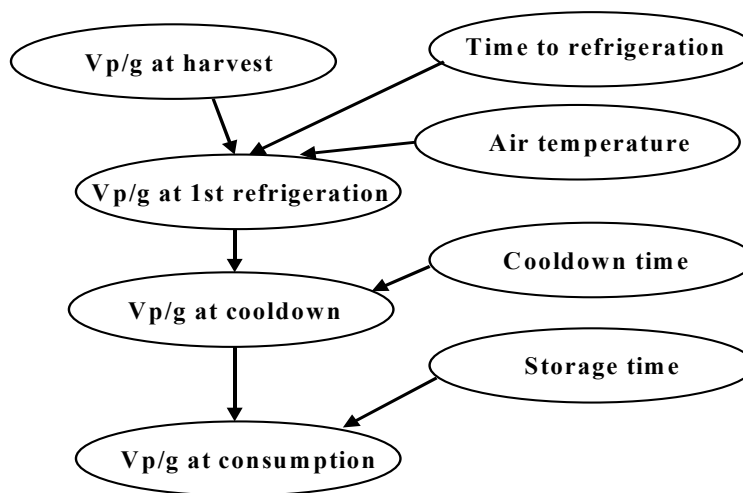 Vp/g at harvest
Time to refrigeration
Air temperature
Vp/g at 1st refrigeration
Cooldown time
Vp/g at cooldown
Storage time
Vp/g at consumption